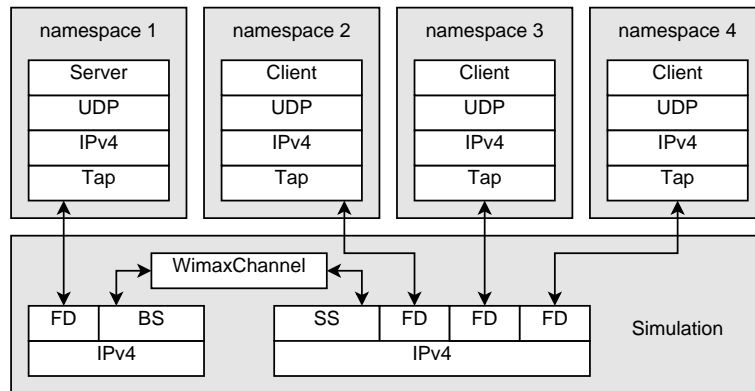 namespace 1 namespace 2 namespace 3 namespace 4
Server Client Client Client
UDP UDP UDP UDP
IPv4 IPv4 IPv4 IPv4
Tap Tap Tap Tap
WimaxChannel
FD BS SS FD FD FD
Simulation
IPv4 IPv4